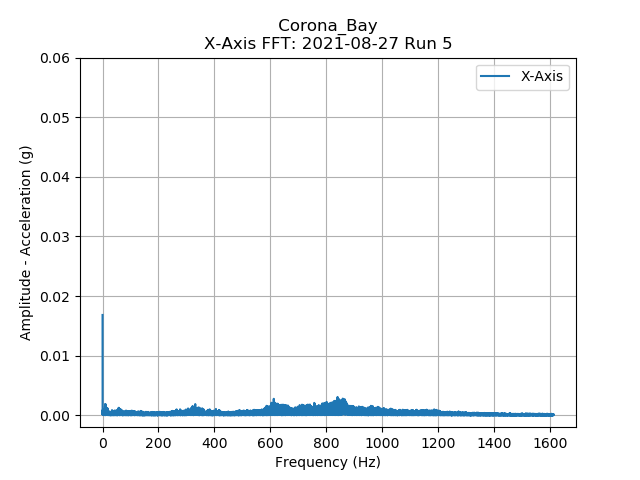 Corona_Bay
X-Axis FFT: 2021-08-27 Run 5
X-Axis
0.06
0.05
0.04
0.03
0.02
0.01
0.00
Amplitude - Acceleration (g)
0 200 400 600 800 1000 1200 1400 1600
Frequency (Hz)